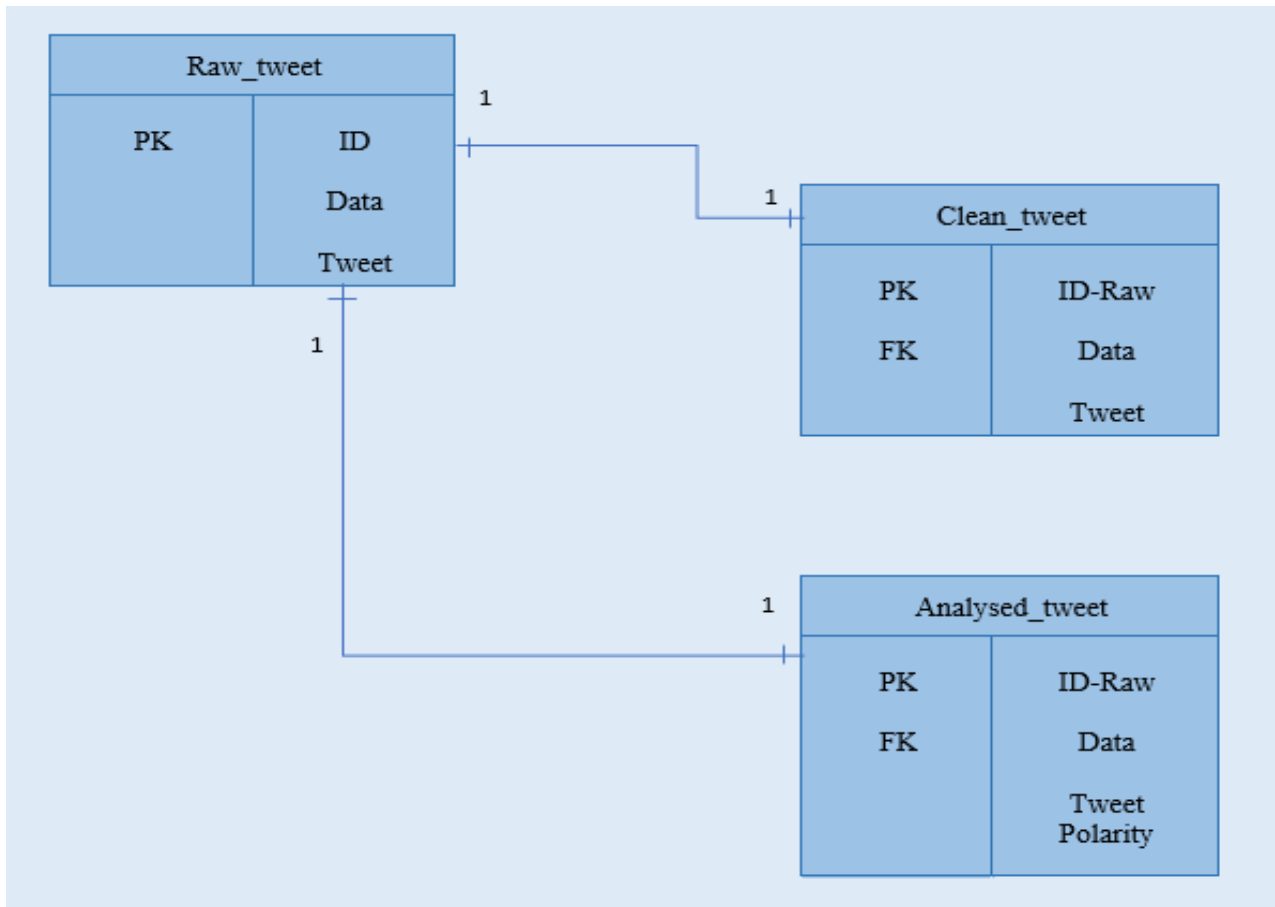 Raw_tweet
PK ID
Data
Tweet
1
1
Clean_tweet
PK ID-Raw
FK Data
Tweet
1
1
Analysed_tweet
PK ID-Raw
FK Data
Tweet
Polarity